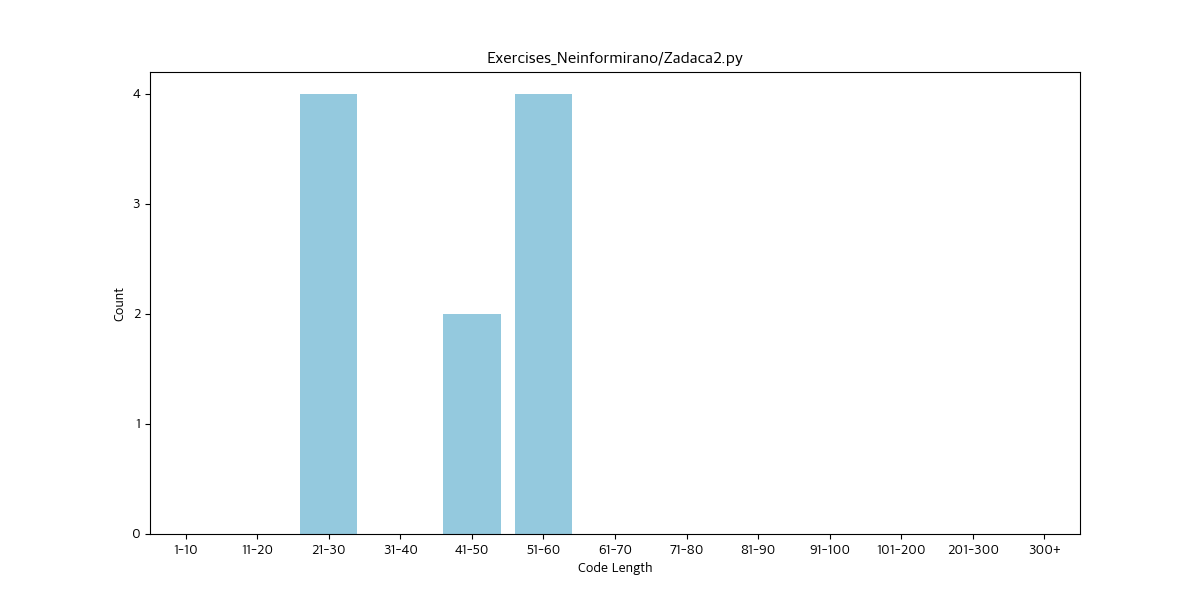 Exercises_Neinformirano/Zadaca2.py
Count
4
3
2
1
0
1-10 11-20 21-30 31-40 41-50 51-60 61-70 71-80 81-90 91-100 101-200 201-300 300+
Code Length